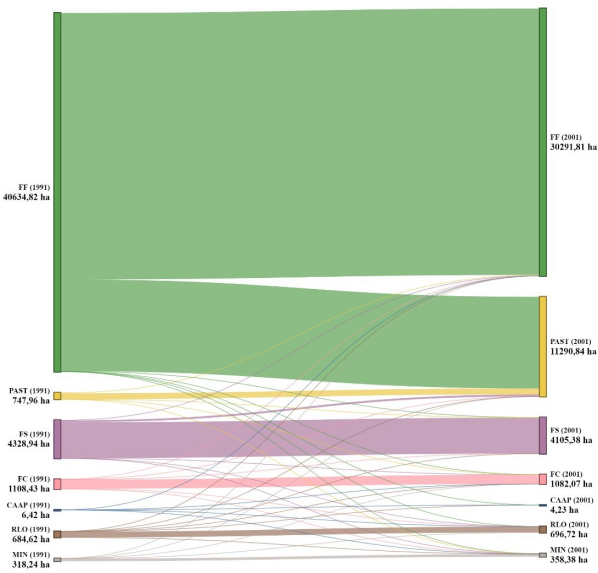 FF (1991)
40634,82 ha
PAST (1991)
747,96 ha
FS (1991)
4328,94 ha
FC (1991)
1108,43 ha
CAAP (1991)
6,42 ha
RLO (1991)
684,62 ha
MIN (1991)
318,24 ha
FF (2001)
30291,81 ha
PAST (2001)
11290,84 ha
FS (2001)
4105,38 ha
FC (2001)
1082,07 ha
CAAP (2001)
4,23 ha
RLO (2001)
696,72 ha
MIN (2001)
358,38 ha